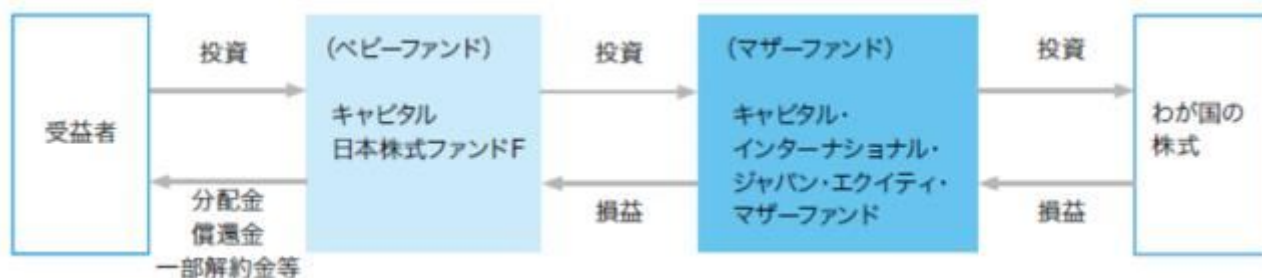 受益者
投資
分配金
償還金
一部解約金等
(ベビーファンド)
キャピタル
日本株式ファンドF
投資
損益
(マザーファンド)
キャピタル・
インターナショナル・
ジャパン・エクイティ・
マザーファンド
投資
損益
わが国の
株式